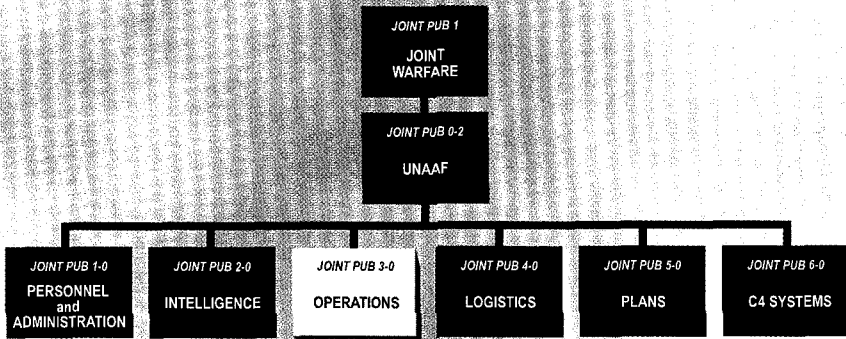 JOINT PUB 1
JOINT
WARFARE
JOINT PUB 0-2
UNAAF
JOINT PUB 1-0
PERSONNEL
and
ADMINISTRATION
JOINT PUB 2-0
INTELLIGENCE
JOINT PUB 3-0
OPERATIONS
JOINT PUB 4-0
LOGISTICS
JOINT PUB 5-0
PLANS
JOINT PUB 6-0
C4 SYSTEMS